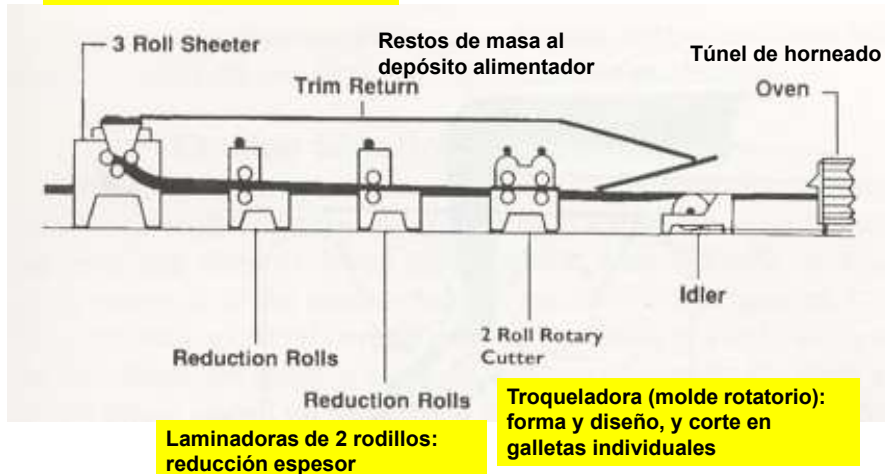 3 Roll Sheeter
Restos de masa al
depósito alimentador
Túnel de horneado
Trim Return
Oven
Idler
2 Roll Rotary
Cutter
Reduction Rolls
Reduction Rolls
Troqueladora (molde rotatorio):
forma y diseño, y corte en
galletas individuales
Laminadoras de 2 rodillos:
reducción espesor